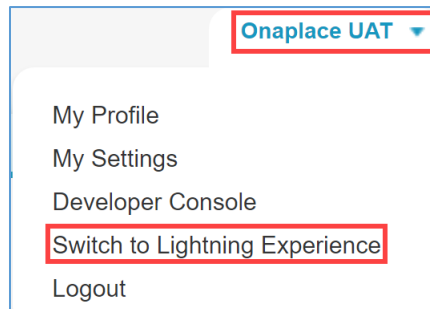 Onaplace UAT
My Profile
My Settings
Developer Console
Switch to Lightning Experience
Logout